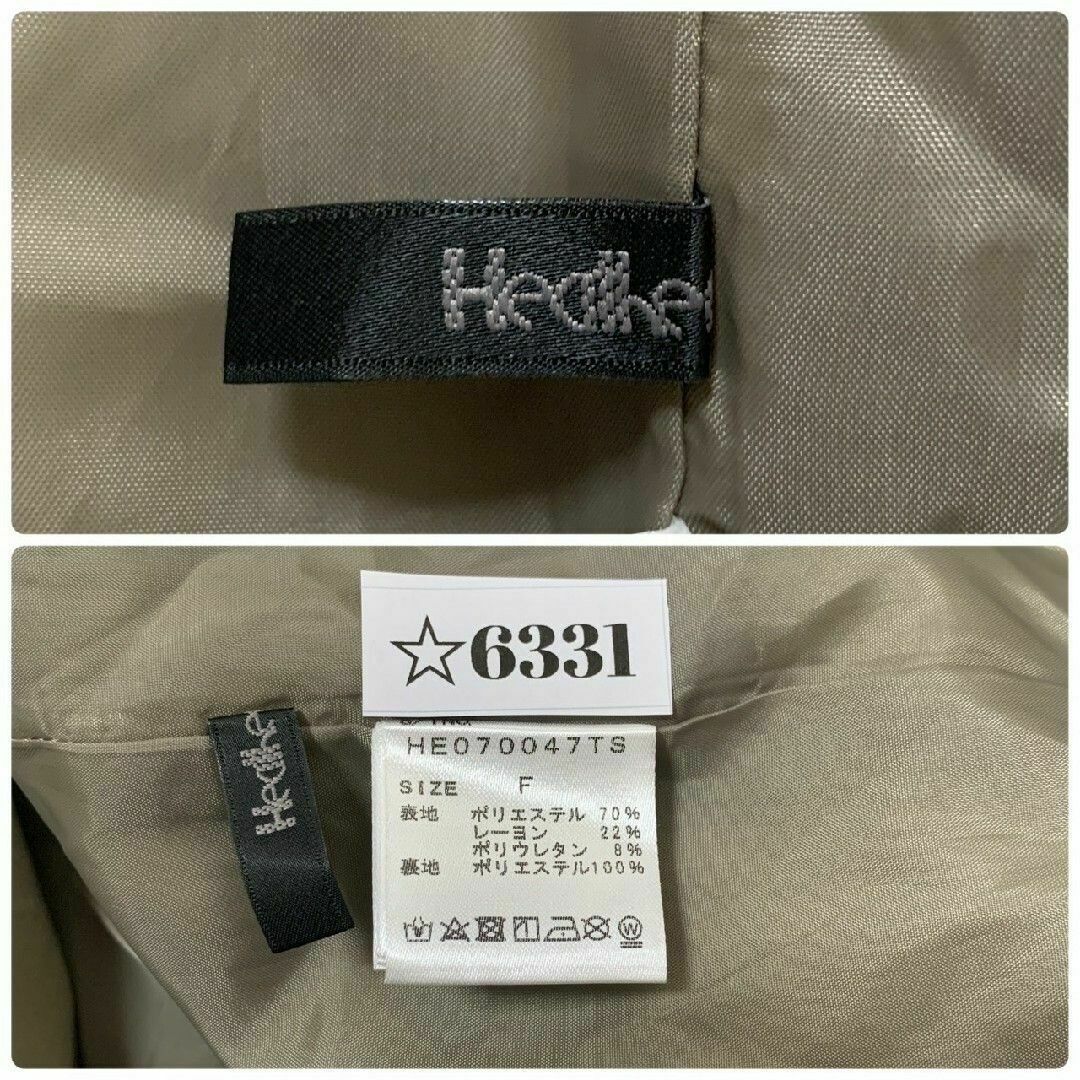 Heathe
☆6331
HE070047TS
SIZE F
表地 ポリエステル 70%
レーヨン 22%
ポリウレタン 8%
裏地 ポリエステル100%
Heathe